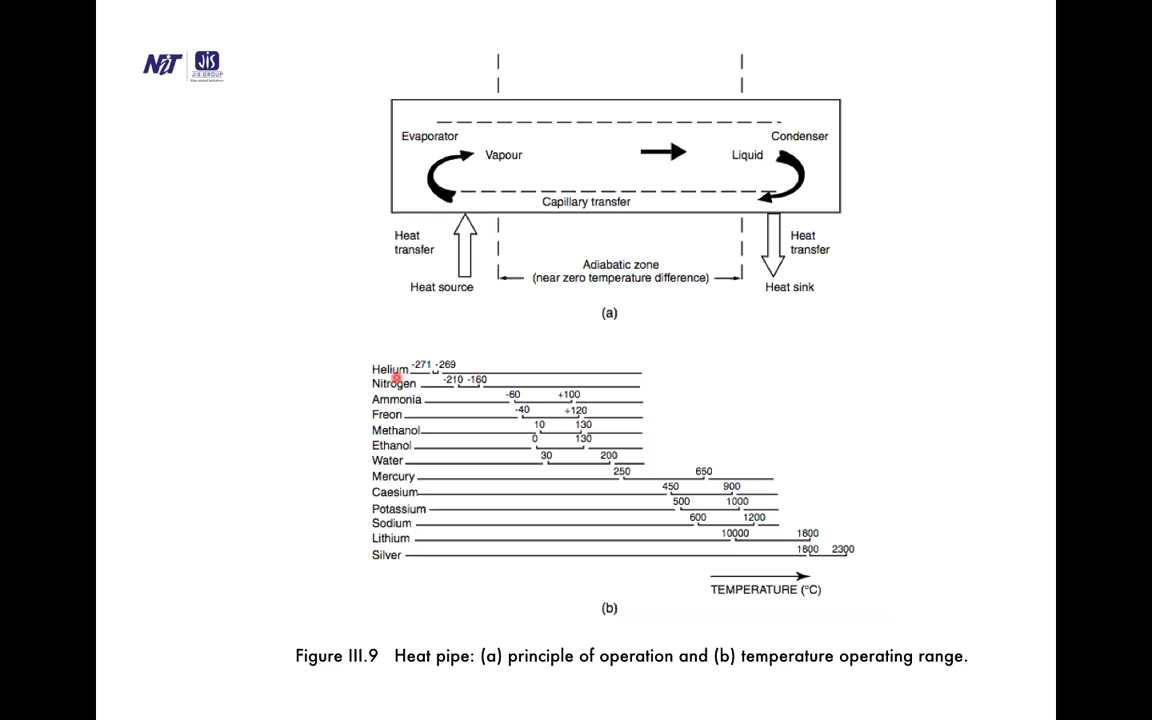 NiT
JIS
JIS GROUP
Evaporator
Condenser
Vapour
Liquid
Capillary transfer
Heat
transfer
Heat
transfer
Adiabatic zone
(near zero temperature difference)
Heat source
Heat sink
(a)
Helium -271 -269
Nitrogen -210 -160
Ammonia -60 +100
Freon -40 +120
Methanol 10 130
Ethanol 0 130
Water 30 200
Mercury 250 650
Caesium 450 900
Potassium 500 1000
Sodium 600 1200
Lithium 10000 1800
Silver 1800 2300
TEMPERATURE (°C)
(b)
Figure III.9 Heat pipe: (a) principle of operation and (b) temperature operating range.